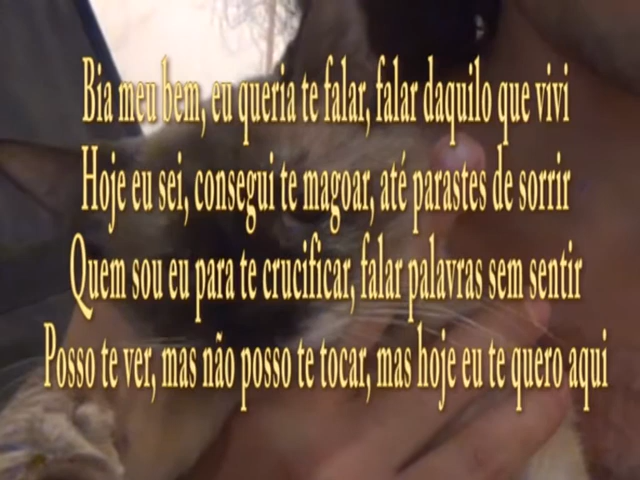 Bia meu bem, eu queria te falar, falar daquilo que vivi
Hoje eu sei, consegui te magoar, até parastes de sorrir
Quem sou eu para te crucificar, falar palavras sem sentir
Posso te ver, mas não posso te tocar, mas hoje eu te quero aqui